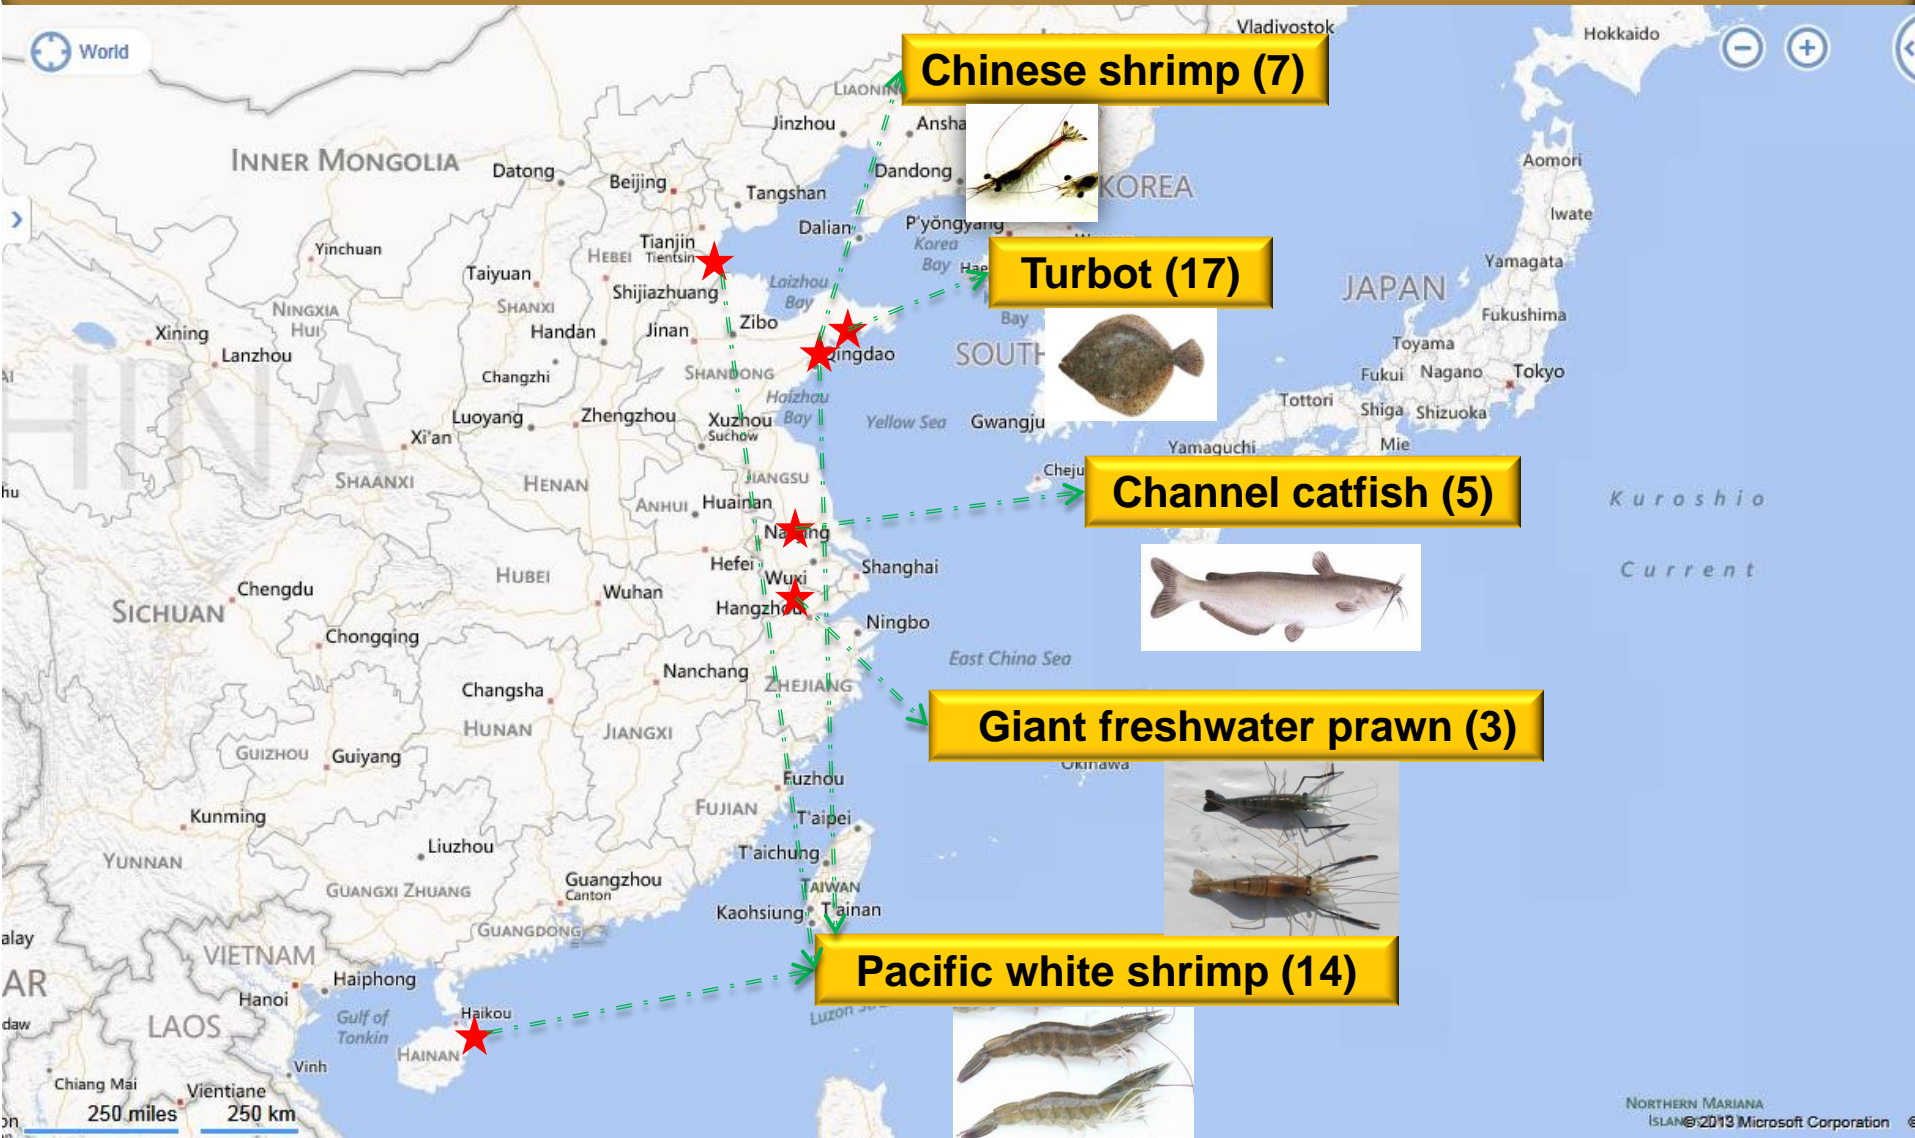 World
Vladivostok
Hokkaido
Chinese shrimp (7)
Jinzhou
Aomori
INNER MONGOLIA
Datong
Beijing
Tangshan
Dandong
KOREA
Iwate
Dalian
P'yŏngyang
Korea
Bay
Yinchuan
Tianjin
Tientsin
HEBEI
Taiyuan
Shijiazhuang
Laizhou
Bay
Turbot (17)
Yamagata
JAPAN
NINGXIA
HUI
SHANXI
Handan
Jinan
Zibo
Bay
Fukushima
Xining
Lanzhou
Qingdao
Toyama
Changzhi
SHANDONG
Fukui
Nagano
Tokyo
Haizhou
Bay
Tottori
Shiga
Shizuoka
Luoyang
Zhengzhou
Xuzhou
Suchow
Yellow Sea
Gwangju
Xi'an
Yamaguchi
Mie
SHAANXI
HENAN
JIANGSU
Cheju
Channel catfish (5)
Kuroshio
Current
ANHUI
Huainan
Nanjing
HUBEI
Hefei
Wuxi
Shanghai
Chengdu
SICHUAN
Wuhan
Hangzhou
Ningbo
Chongqing
East China Sea
Nanchang
ZHEJIANG
Changsha
HUNAN
JIANGXI
Giant freshwater prawn (3)
GUIZHOU
Guiyang
Okinawa
Fuzhou
FUJIAN
Kunming
T'aipei
Liuzhou
T'aichung
YUNNAN
GUANGXI ZHUANG
Guangzhou
Canton
TAIWAN
Kaohsiung
T'ainan
GUANGDONG
VIETNAM
Pacific white shrimp (14)
Haiphong
Hanoi
LAOS
Gulf of
Tonkin
Haikou
HAINAN
Luzon
Vinh
Chiang Mai
Vientiane
250 miles
250 km
NORTHERN MARIANA
© 2013 Microsoft Corporation